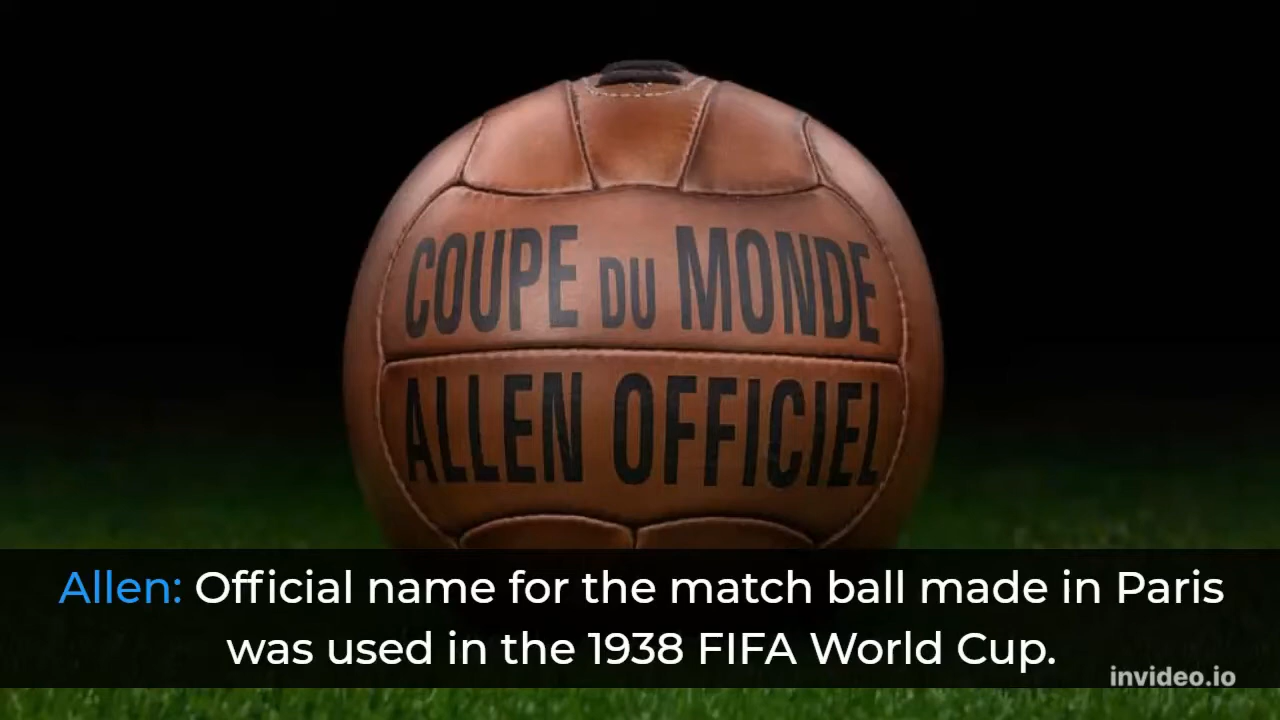 COUPE DU MONDE
ALLEN OFFICIEL
Allen: Official name for the match ball made in Paris
was used in the 1938 FIFA World Cup.
invideo.io